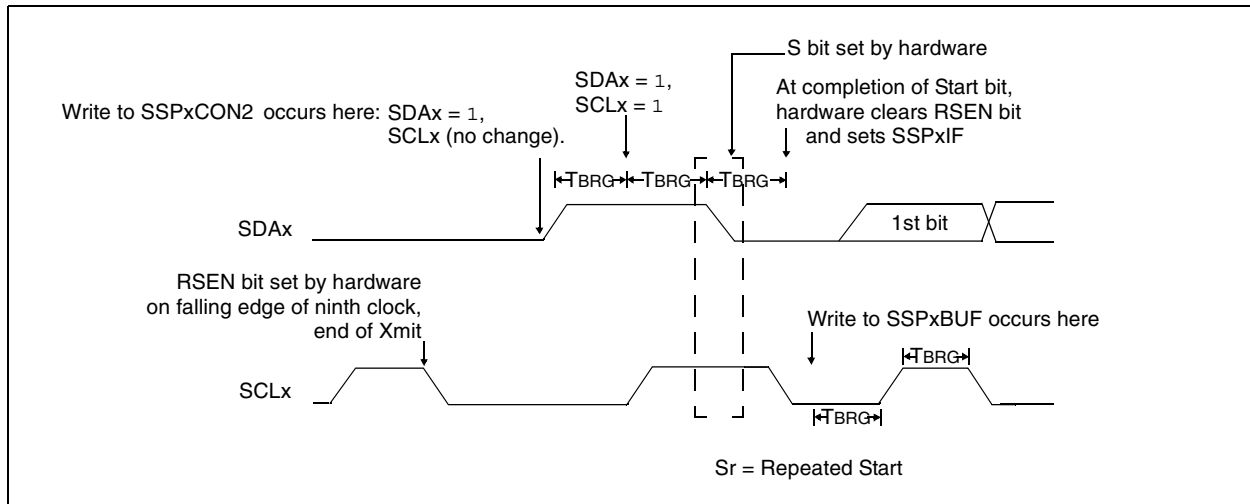 S bit set by hardware
SDAx = 1,
SCLx = 1
At completion of Start bit,
hardware clears RSEN bit
and sets SSPxIF
Write to SSPxCON2 occurs here: SDAx = 1,
SCLx (no change).
TBRG TBRG TBRG
SDAx
1st bit
RSEN bit set by hardware
on falling edge of ninth clock,
end of Xmit
Write to SSPxBUF occurs here
TBRG
SCLx
TBRG
Sr = Repeated Start